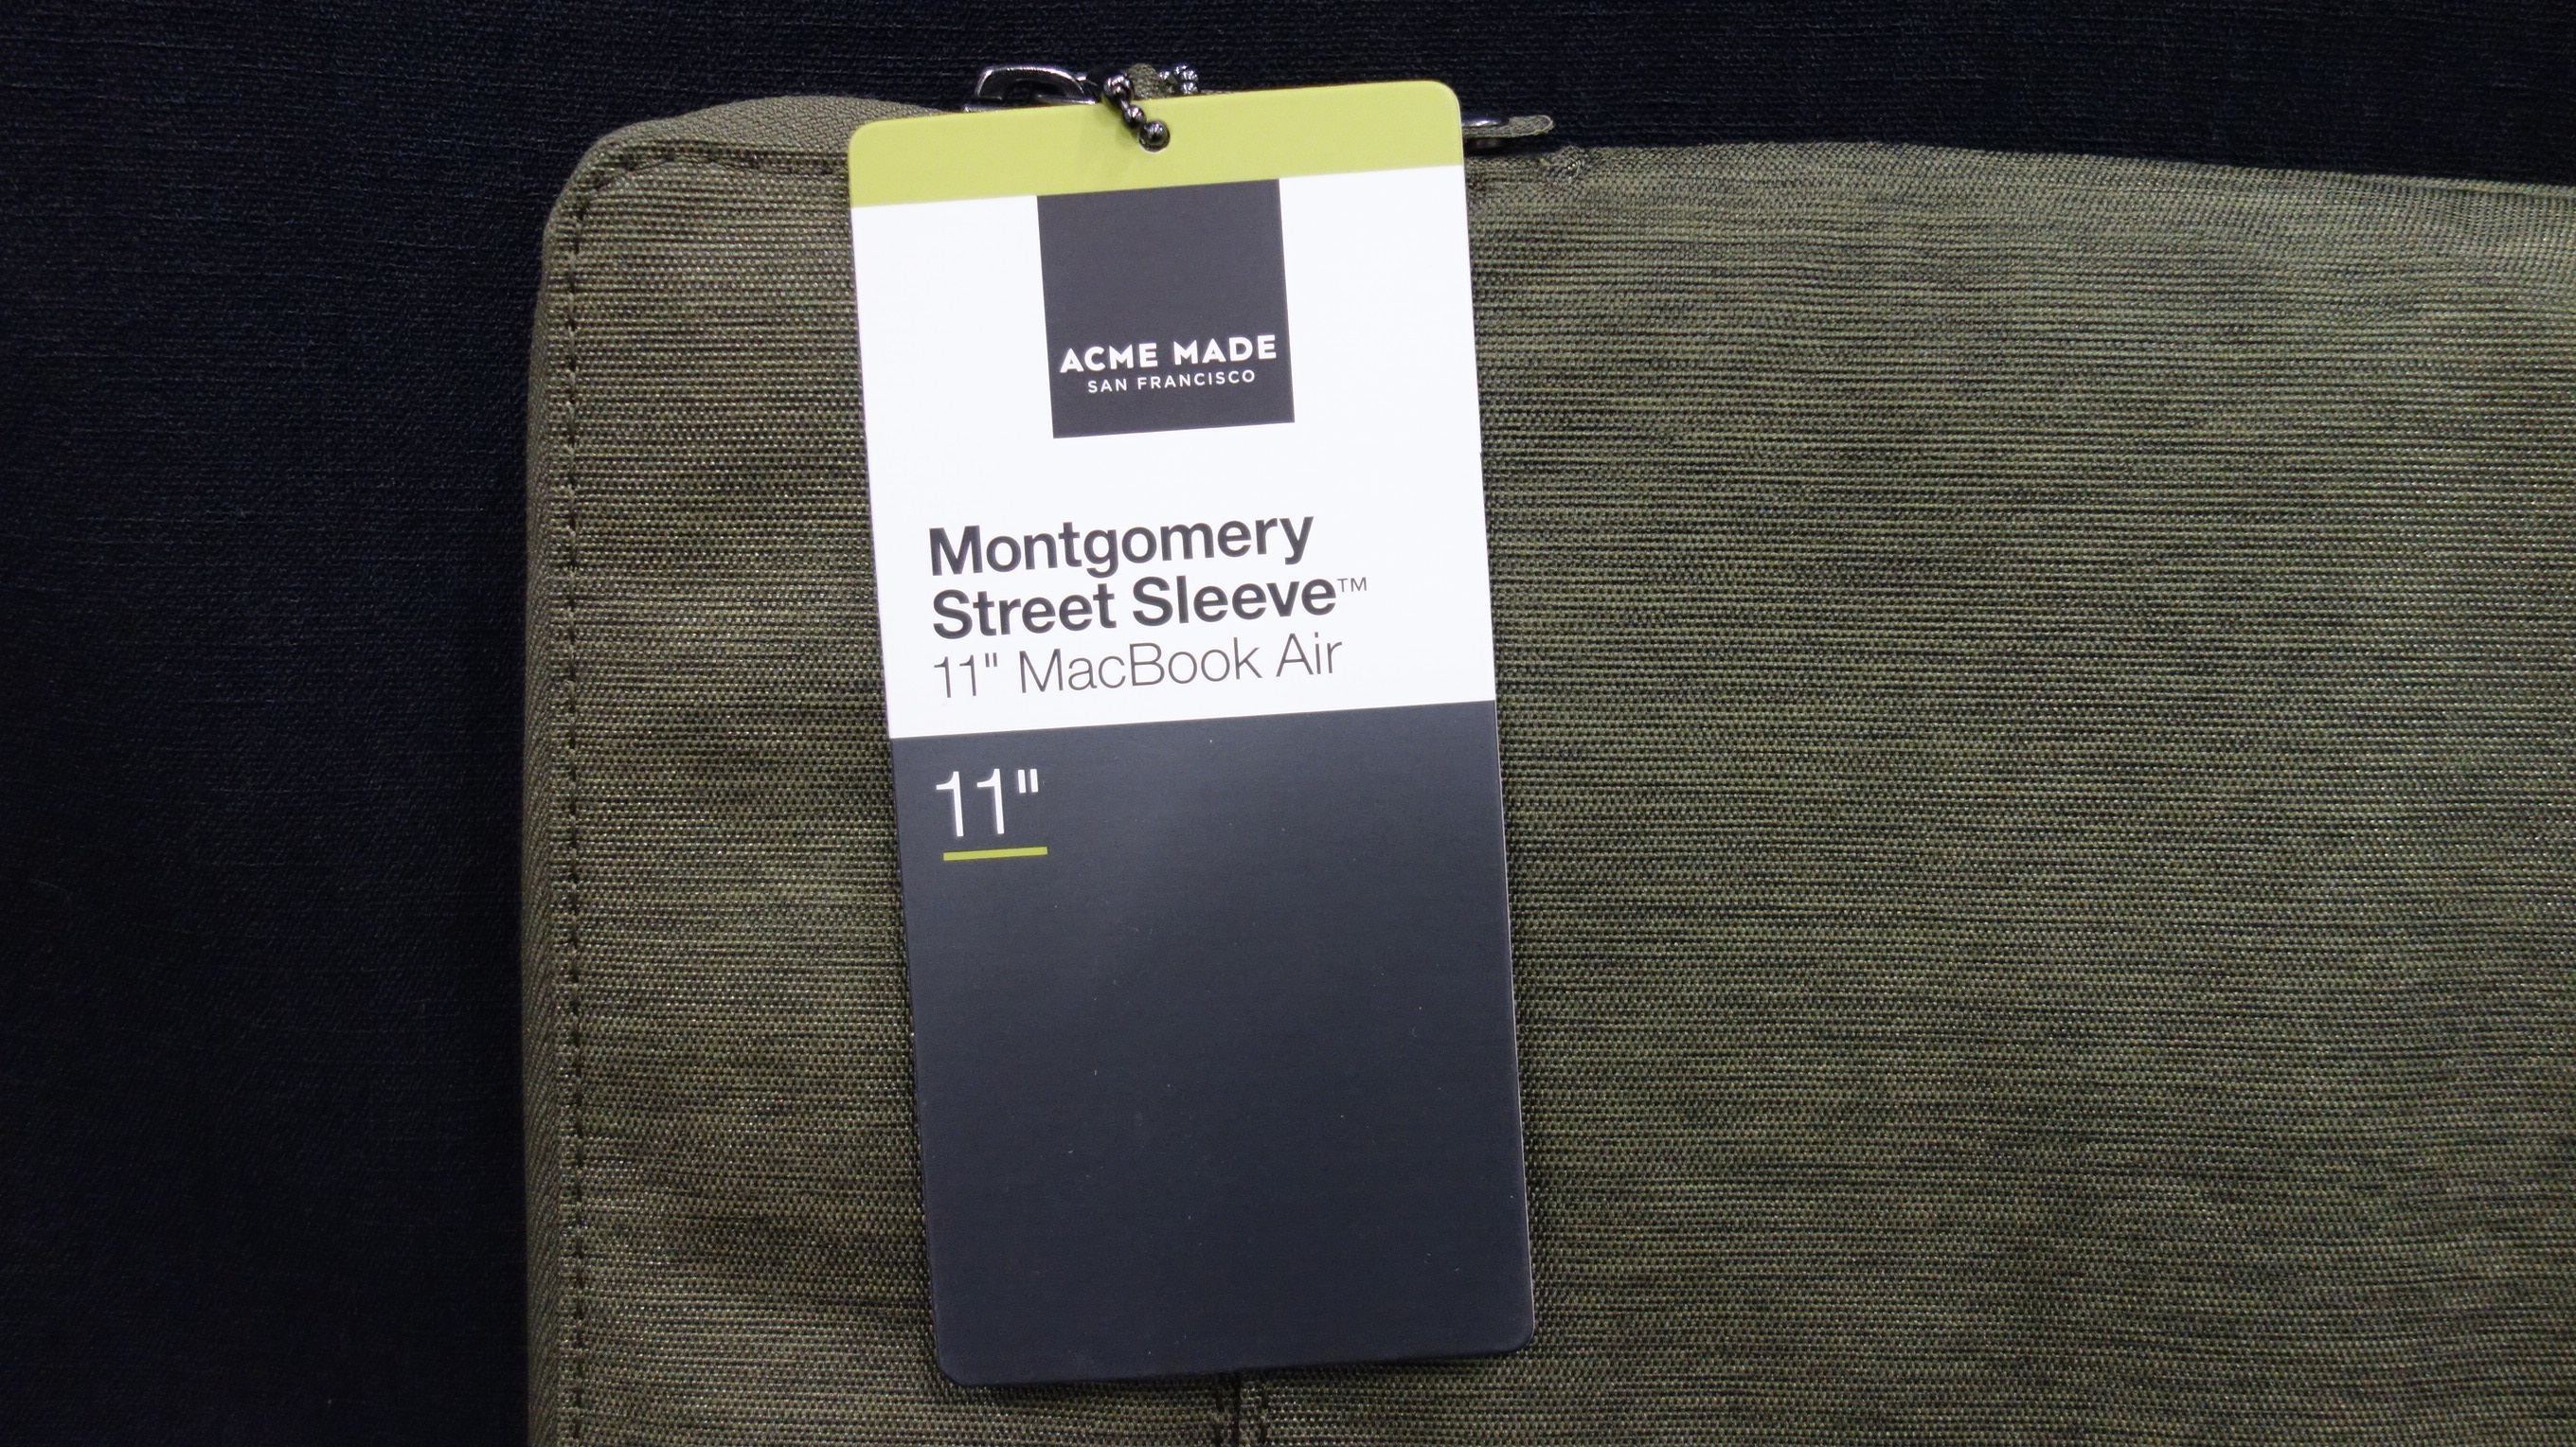 ACME MADE
SAN FRANCISCO
Montgomery
Street Sleeve™
11" MacBook Air
11"